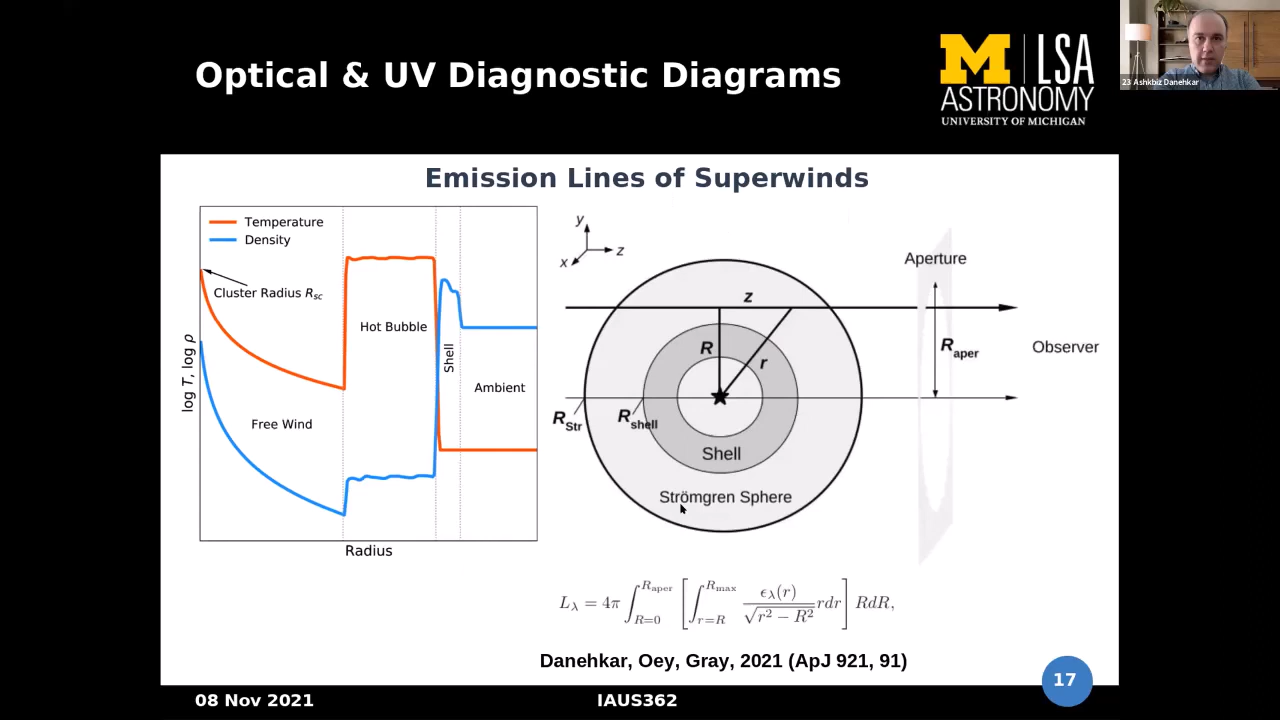 Optical & UV Diagnostic Diagrams
M | LSA
ASTRONOMY
UNIVERSITY OF MICHIGAN
23 Ashkbiz Danehkar
Emission Lines of Superwinds
Temperature
Density
Cluster Radius R_sc
Hot Bubble
Shell
Ambient
Free Wind
log T, log ρ
Radius
y
z
x
z
R
r
R_Str
R_shell
Shell
Strömgren Sphere
Aperture
R_aper
Observer
L_λ = 4π ∫_{R=0}^{R_aper} [ ∫_{r=R}^{R_max} ϵ_λ(r) / √(r² − R²) rdr ] RdR,
Danehkar, Oey, Gray, 2021 (ApJ 921, 91)
17
08 Nov 2021
IAUS362